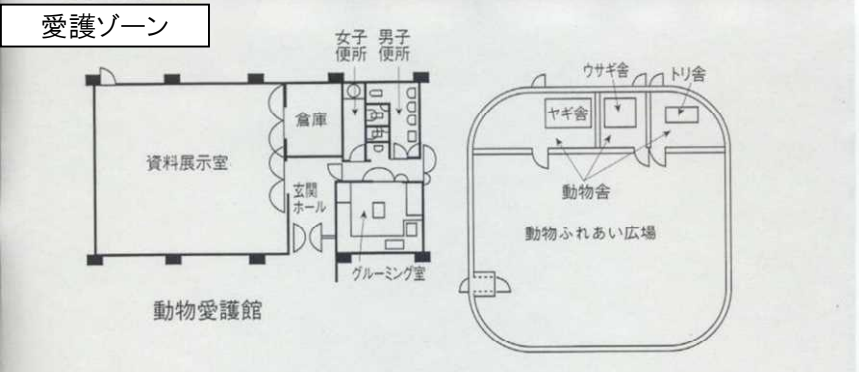 愛護ゾーン
女子
便所
男子
便所
倉庫
資料展示室
玄関
ホール
グルーミング室
動物愛護館
ウサギ舎
トリ舎
ヤギ舎
動物舎
動物ふれあい広場